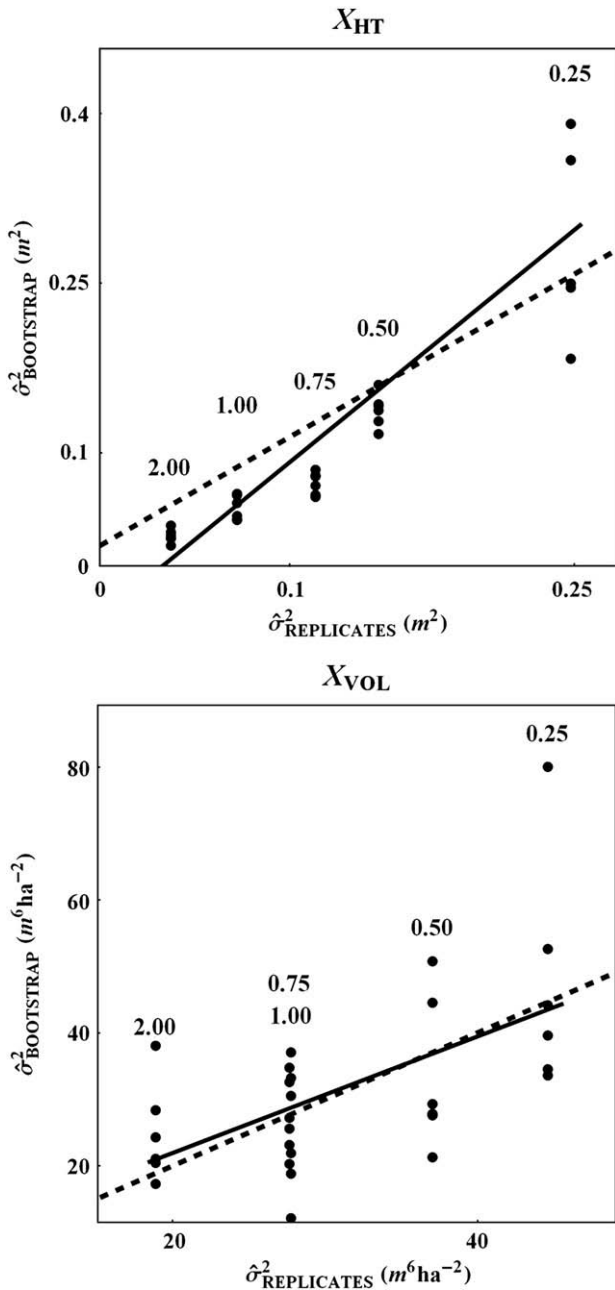 X_HT
0.25
0.4
0.50
0.25
0.75
1.00
2.00
0.1
0
0 0.1 0.25
σ̂²_BOOTSTRAP (m²)
σ̂²_REPLICATES (m²)
X_VOL
0.25
80
60
0.50
0.75
1.00
2.00
40
20
20 40
σ̂²_BOOTSTRAP (m⁶ha⁻²)
σ̂²_REPLICATES (m⁶ha⁻²)